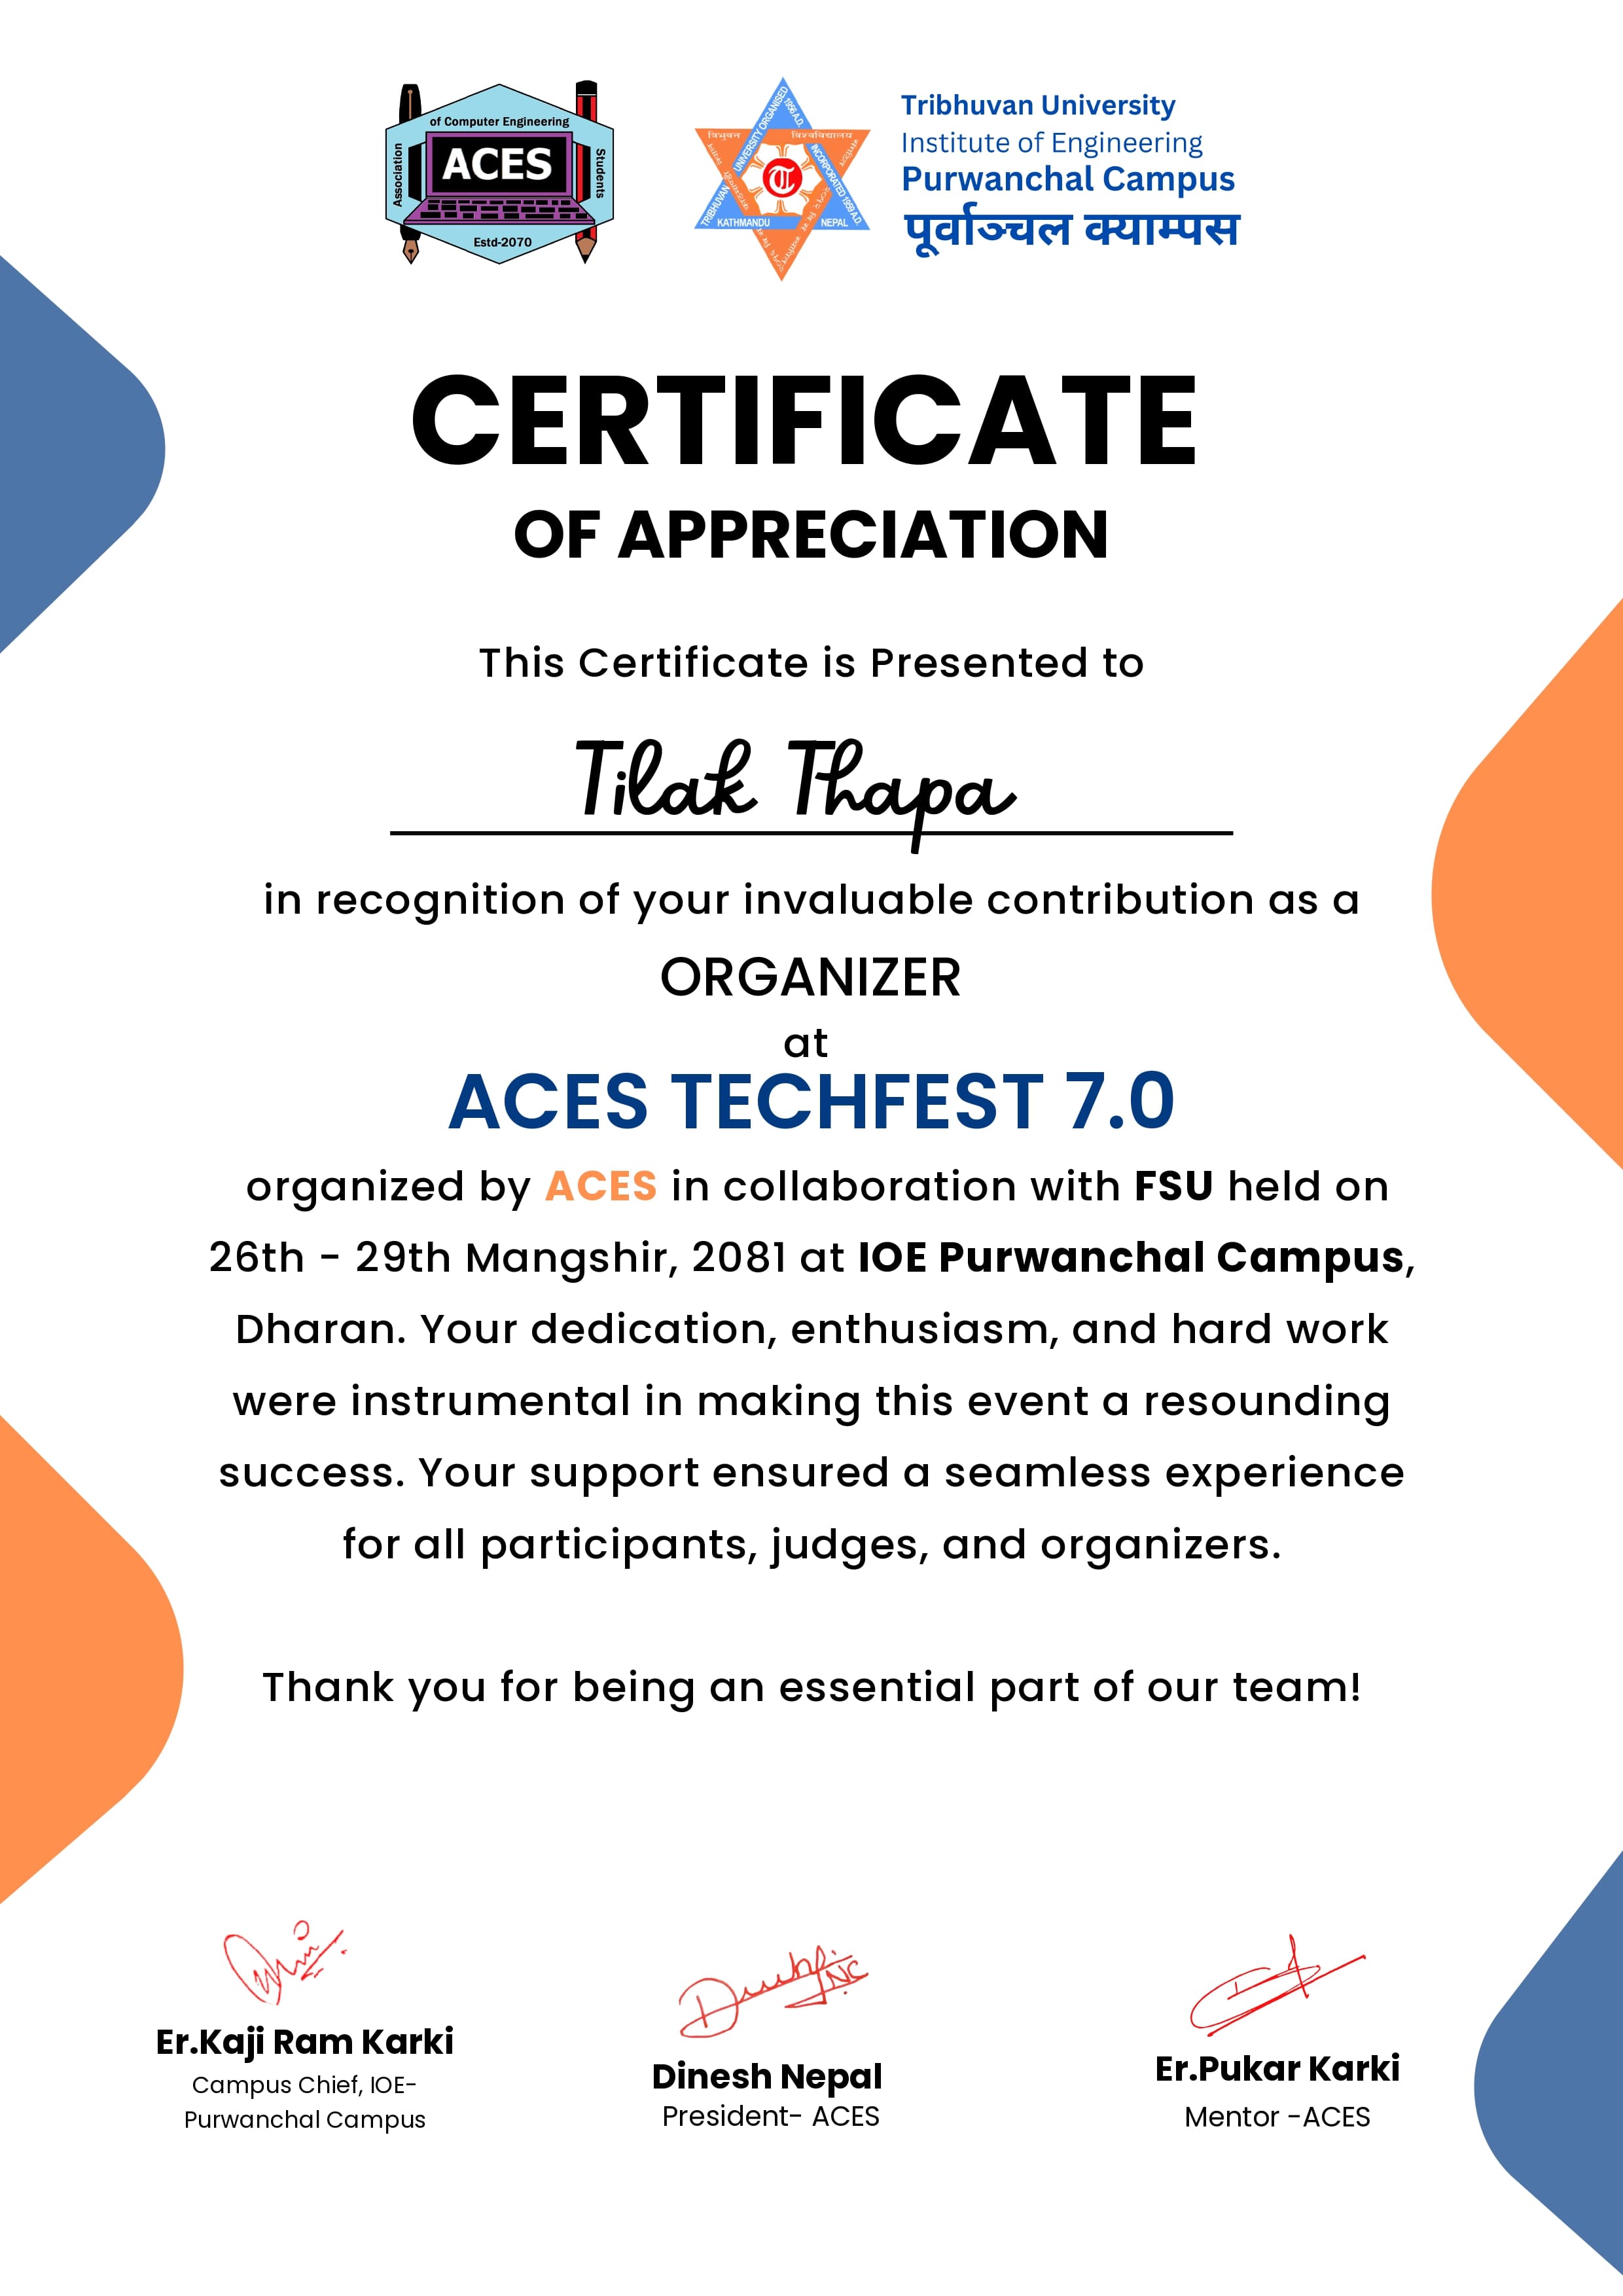 of Computer Engineering
Association
ACES
Students
Estd-2070
UNIVERSITY ORGANISED
1956 A.D.
त्रिभुवन
विश्वविद्यालय
INCORPORATED 1959 A.D.
TRIBHUVAN
KATHMANDU
NEPAL
Tribhuvan University
Institute of Engineering
Purwanchal Campus
पूर्वाञ्चल क्याम्पस
CERTIFICATE
OF APPRECIATION
This Certificate is Presented to
Tilak Thapa
in recognition of your invaluable contribution as a
ORGANIZER
at
ACES TECHFEST 7.0
organized by ACES in collaboration with FSU held on
26th - 29th Mangshir, 2081 at IOE Purwanchal Campus,
Dharan. Your dedication, enthusiasm, and hard work
were instrumental in making this event a resounding
success. Your support ensured a seamless experience
for all participants, judges, and organizers.
Thank you for being an essential part of our team!
Er.Kaji Ram Karki
Campus Chief, IOE-
Purwanchal Campus
Dinesh Nepal
President- ACES
Er.Pukar Karki
Mentor -ACES